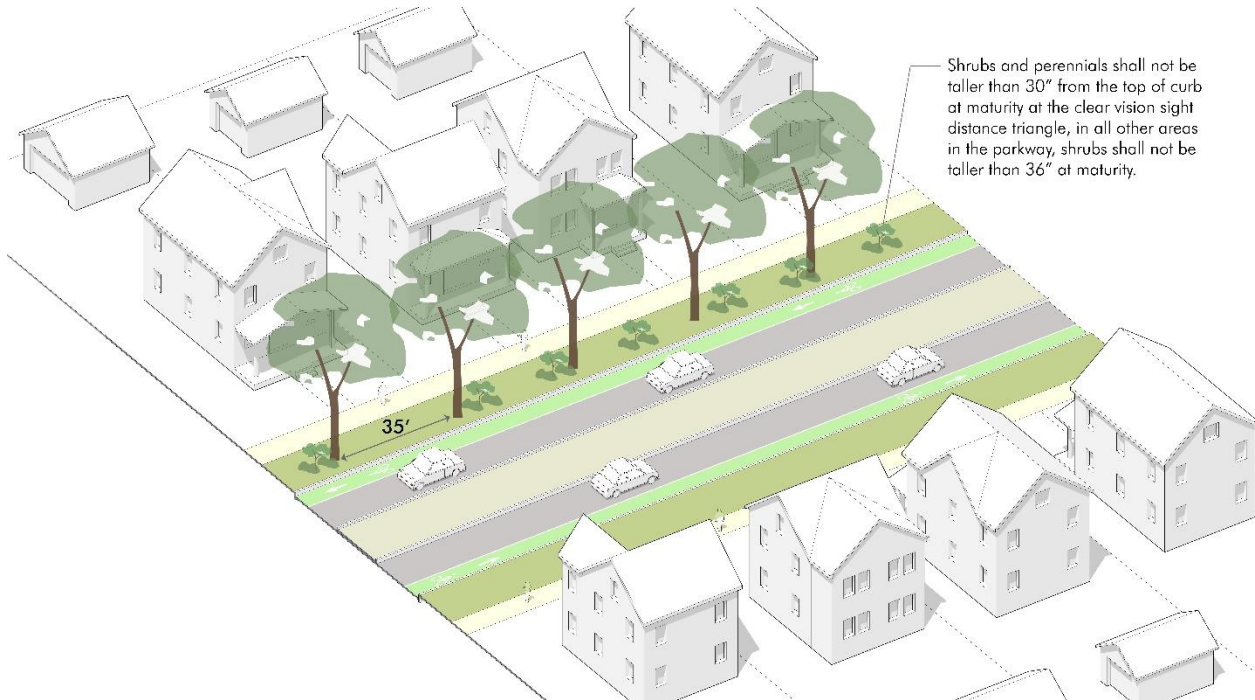 Shrubs and perennials shall not be
taller than 30" from the top of curb
at maturity at the clear vision sight
distance triangle, in all other areas
in the parkway, shrubs shall not be
taller than 36" at maturity.
35'